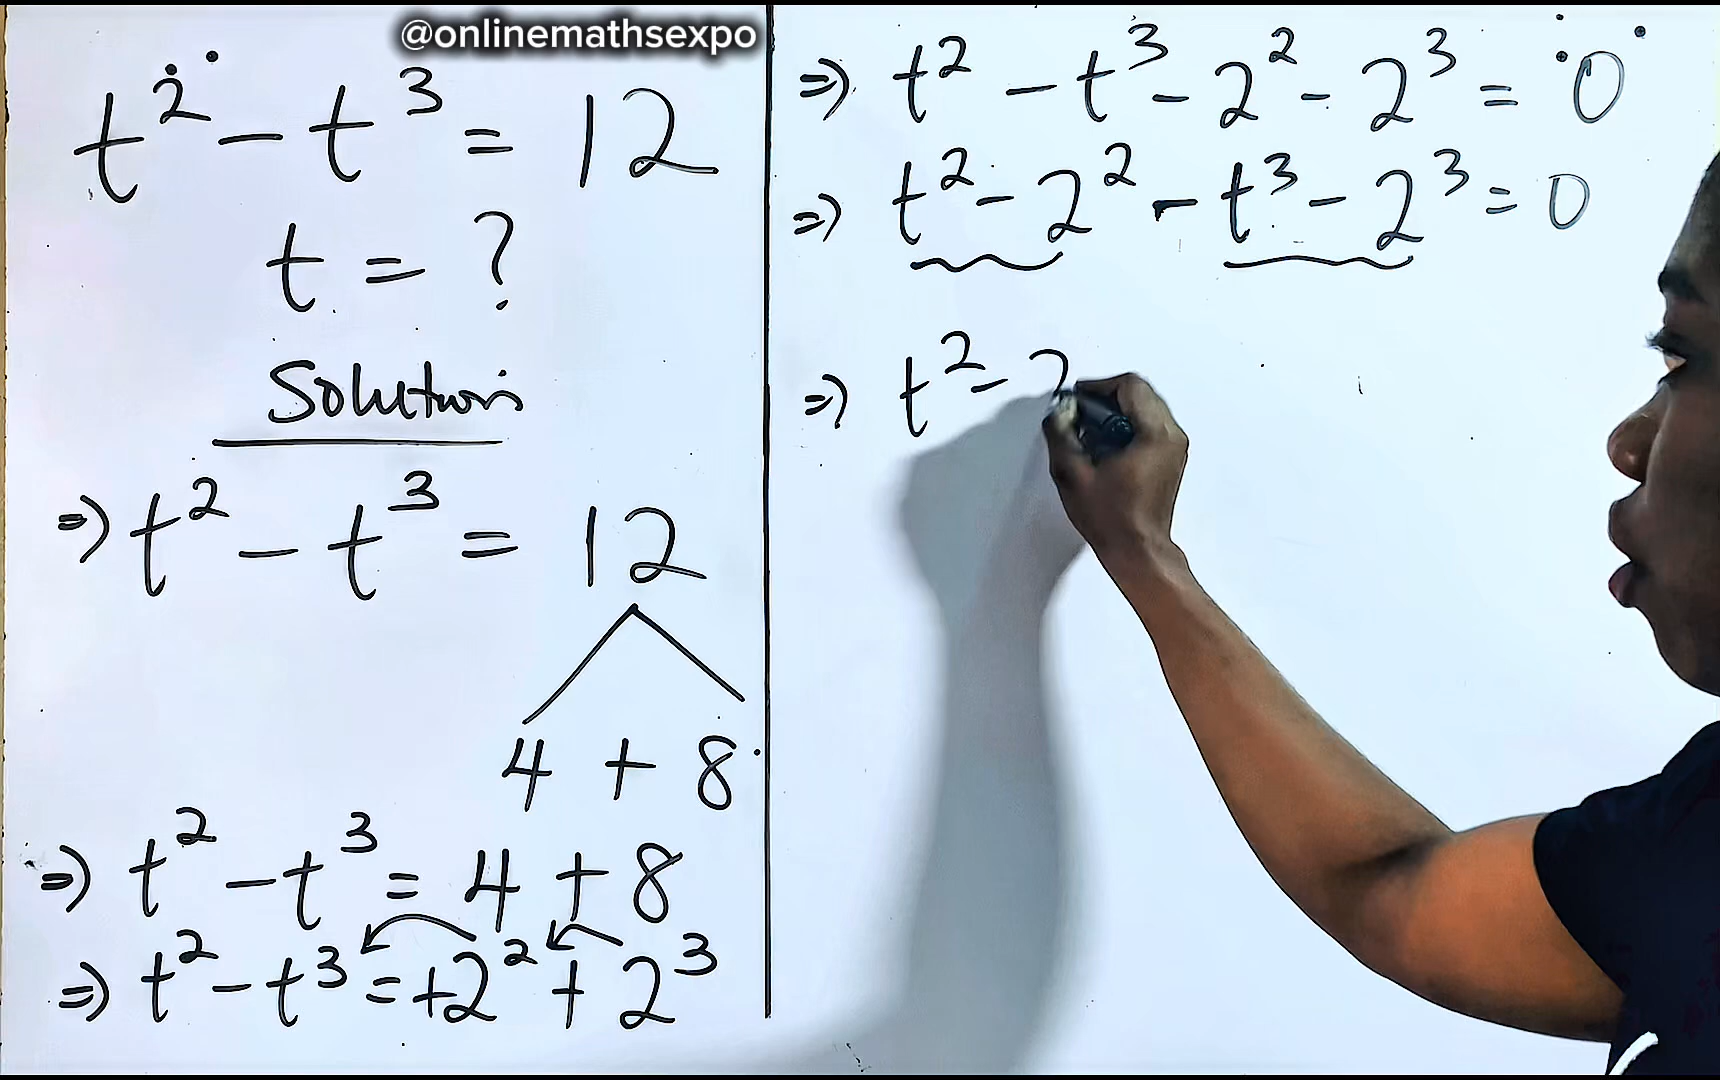 @onlinemathsexpo
t² - t³ = 12
t = ?
Solution
⇒) t² - t³ = 12
4 + 8
⇒) t² - t³ = 4 + 8
⇒) t² - t³ = +2² + 2³
⇒) t² - t³ - 2² - 2³ = 0
⇒) t² - 2² - t³ - 2³ = 0
⇒) t² - 2